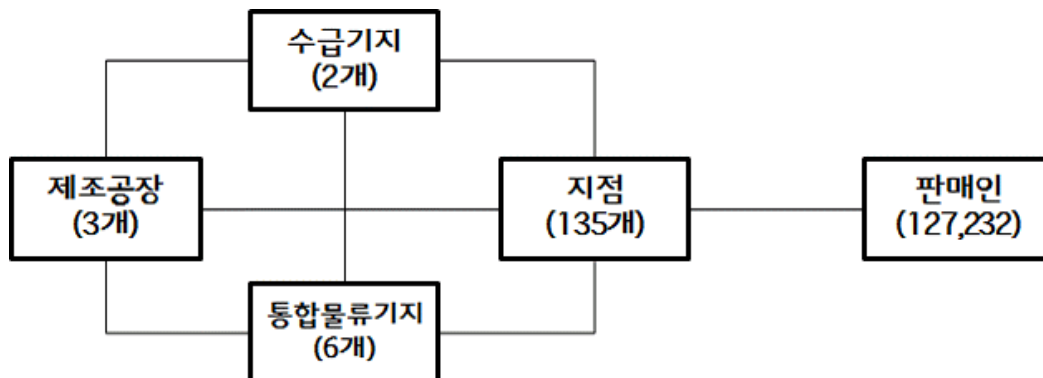 수급기지
(2개)
제조공장
(3개)
지점
(135개)
판매인
(127,232)
통합물류기지
(6개)